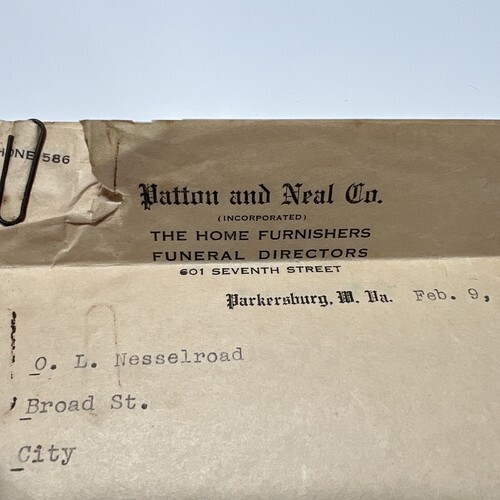 PHONE 586
Patton and Neal Co.
(INCORPORATED)
THE HOME FURNISHERS
FUNERAL DIRECTORS
601 SEVENTH STREET
Parkersburg, W. Va. Feb. 9,
O. L. Nesselroad
Broad St.
City